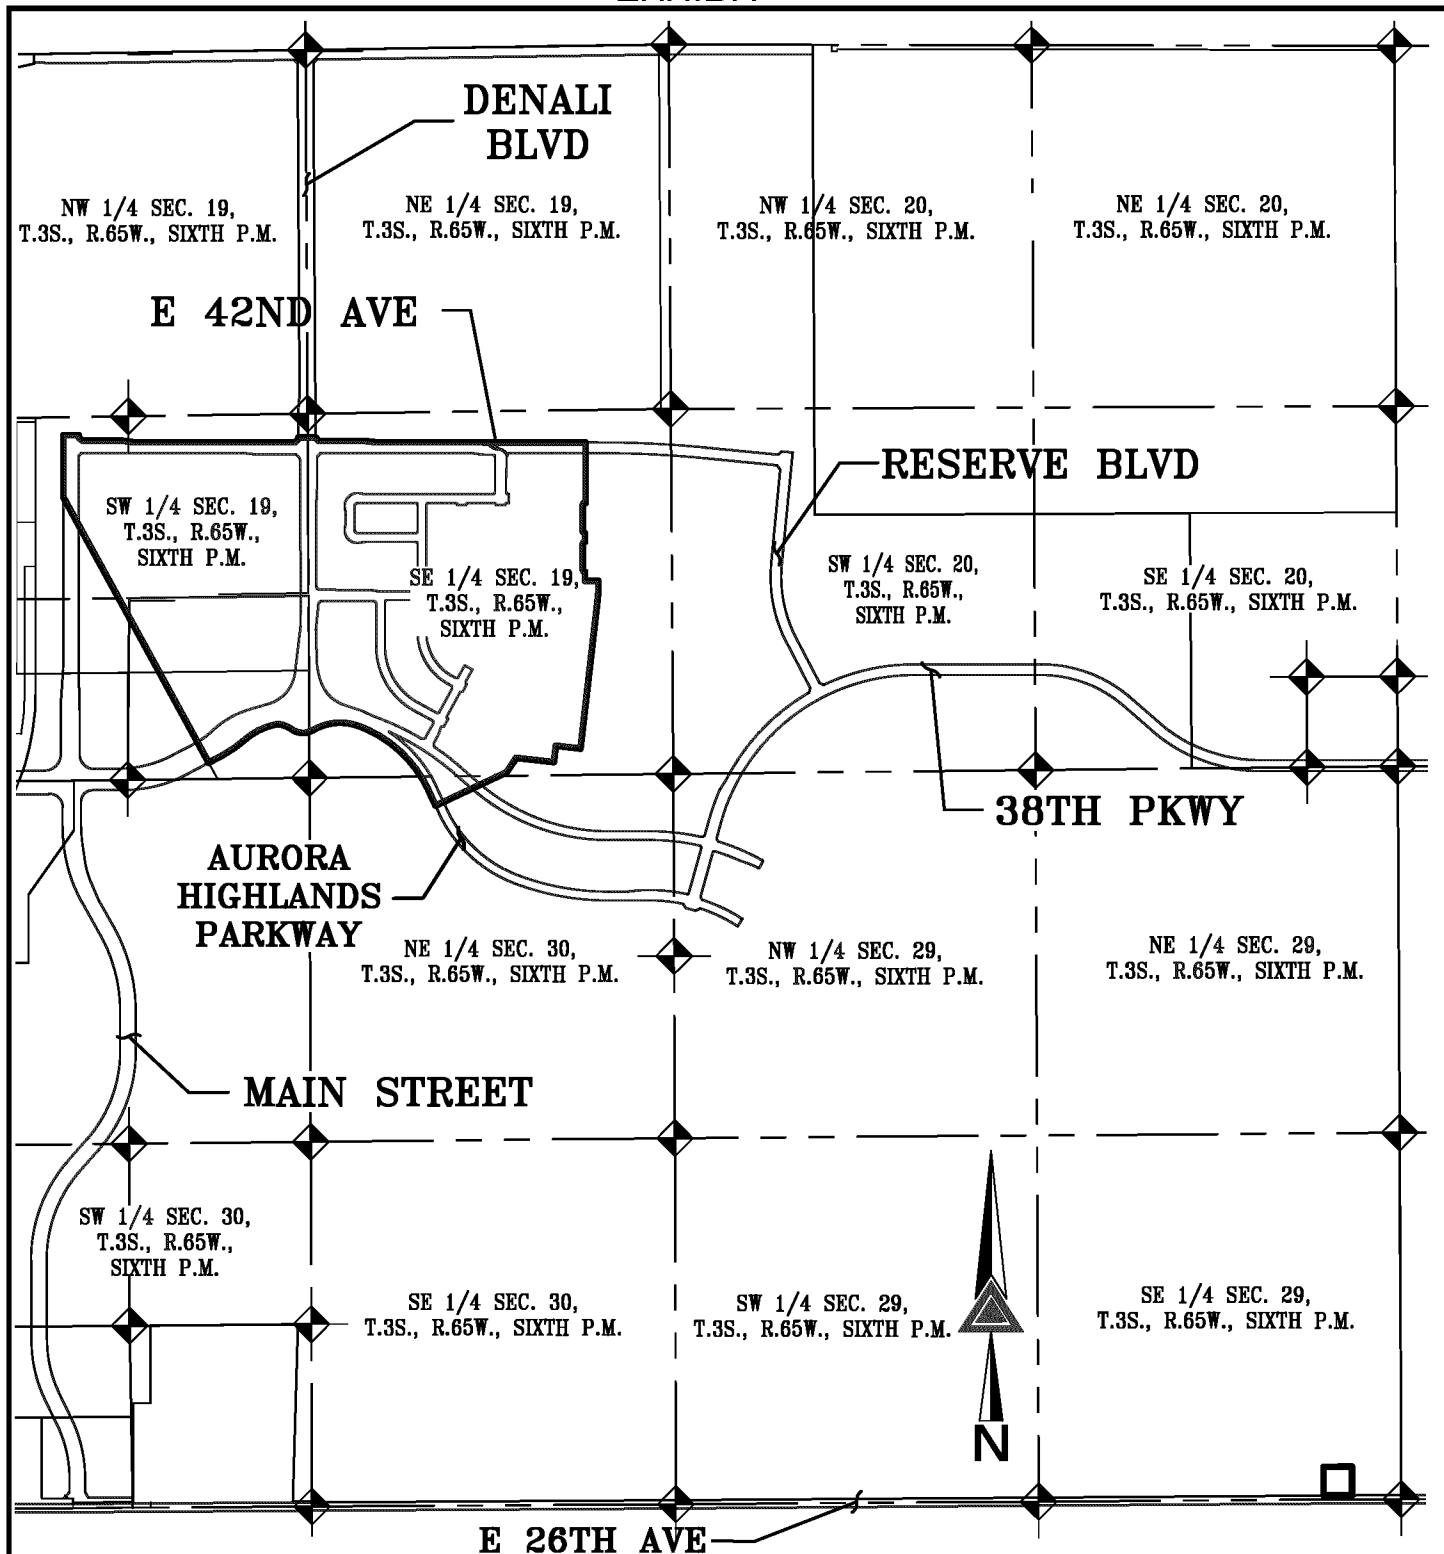 DENALI
BLVD
NW 1/4 SEC. 19,
T.3S., R.65W., SIXTH P.M.
NE 1/4 SEC. 19,
T.3S., R.65W., SIXTH P.M.
NW 1/4 SEC. 20,
T.3S., R.65W., SIXTH P.M.
NE 1/4 SEC. 20,
T.3S., R.65W., SIXTH P.M.
E 42ND AVE
RESERVE BLVD
SW 1/4 SEC. 19,
T.3S., R.65W.,
SIXTH P.M.
SE 1/4 SEC. 19,
T.3S., R.65W.,
SIXTH P.M.
SW 1/4 SEC. 20,
T.3S., R.65W.,
SIXTH P.M.
SE 1/4 SEC. 20,
T.3S., R.65W., SIXTH P.M.
38TH PKWY
AURORA
HIGHLANDS
PARKWAY
NE 1/4 SEC. 30,
T.3S., R.65W., SIXTH P.M.
NW 1/4 SEC. 29,
T.3S., R.65W., SIXTH P.M.
NE 1/4 SEC. 29,
T.3S., R.65W., SIXTH P.M.
MAIN STREET
SW 1/4 SEC. 30,
T.3S., R.65W.,
SIXTH P.M.
SE 1/4 SEC. 30,
T.3S., R.65W., SIXTH P.M.
SW 1/4 SEC. 29,
T.3S., R.65W., SIXTH P.M.
SE 1/4 SEC. 29,
T.3S., R.65W., SIXTH P.M.
N
E 26TH AVE